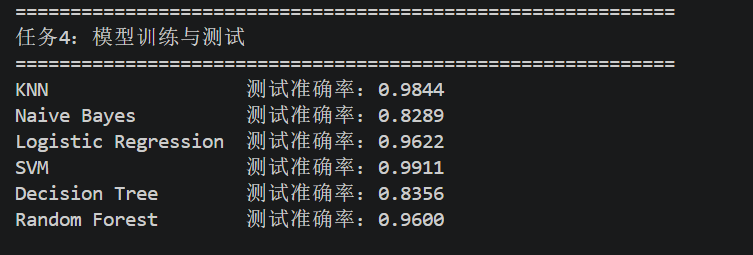 ============================================================
任务4：模型训练与测试
============================================================
KNN                  测试准确率：0.9844
Naive Bayes          测试准确率：0.8289
Logistic Regression  测试准确率：0.9622
SVM                  测试准确率：0.9911
Decision Tree        测试准确率：0.8356
Random Forest        测试准确率：0.9600